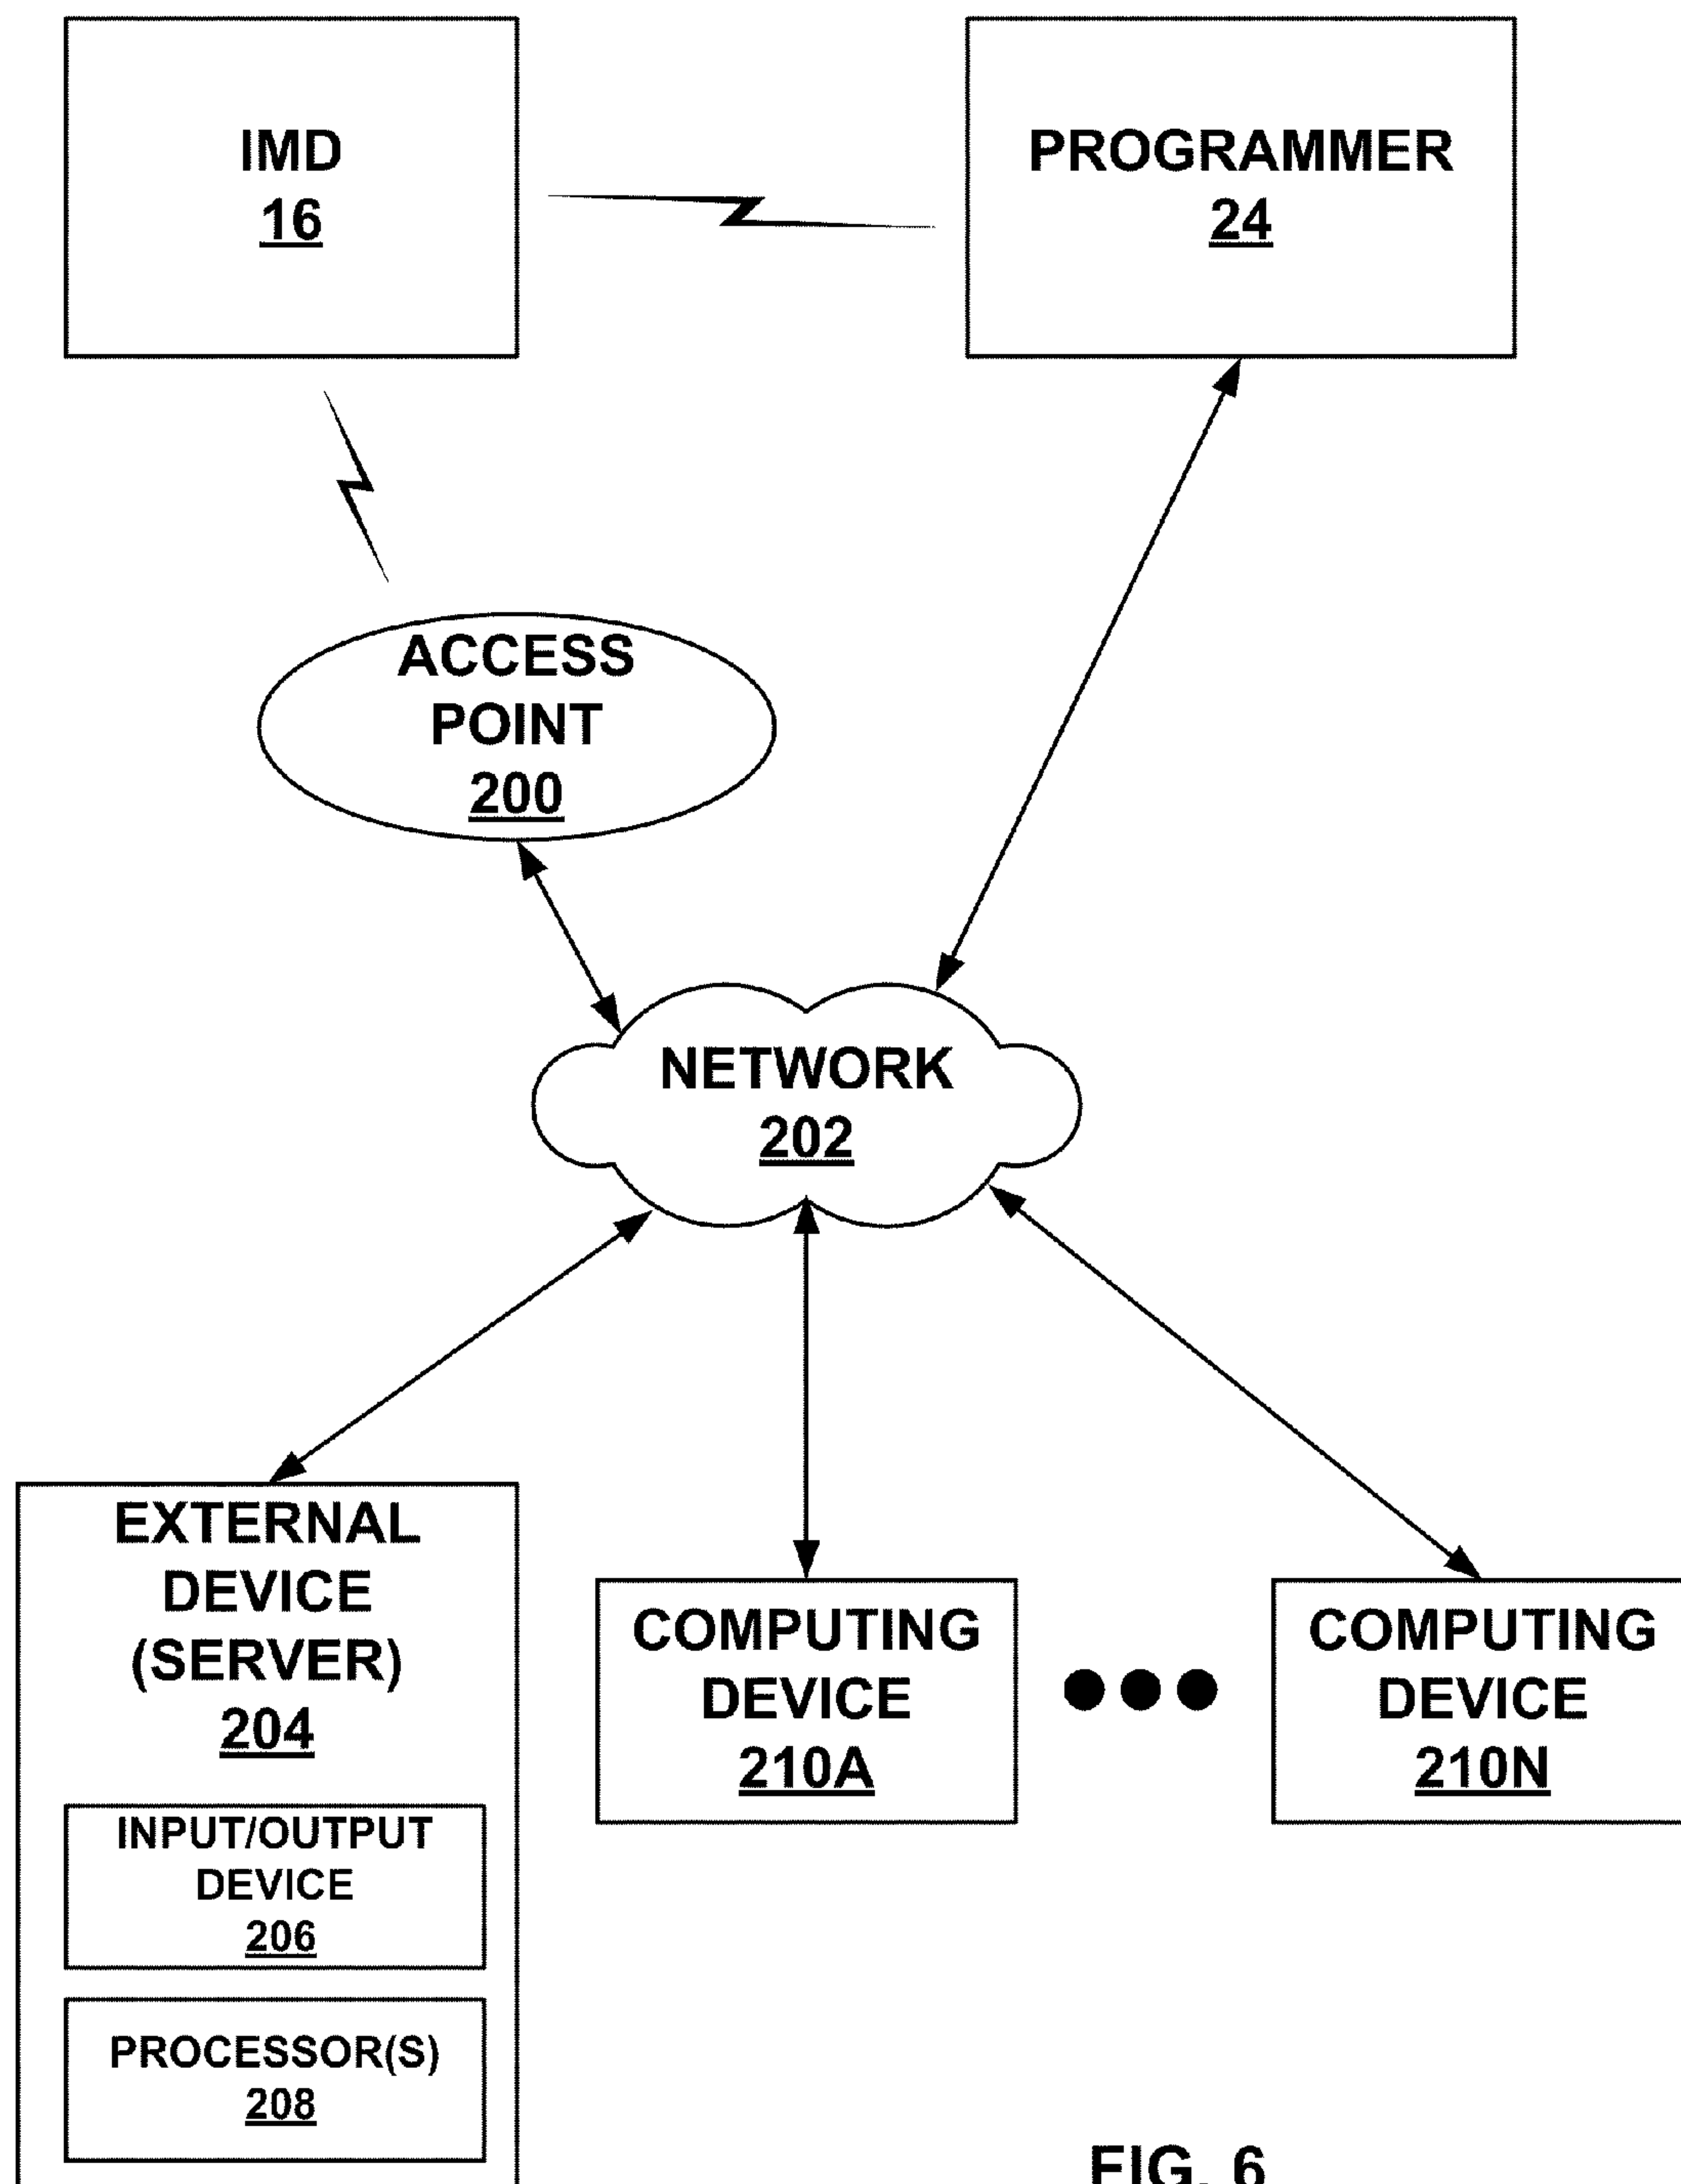 IMD
16
PROGRAMMER
24
ACCESS
POINT
200
NETWORK
202
EXTERNAL
DEVICE
(SERVER)
204
INPUT/OUTPUT
DEVICE
206
PROCESSOR(S)
208
COMPUTING
DEVICE
210A
COMPUTING
DEVICE
210N
FIG. 6